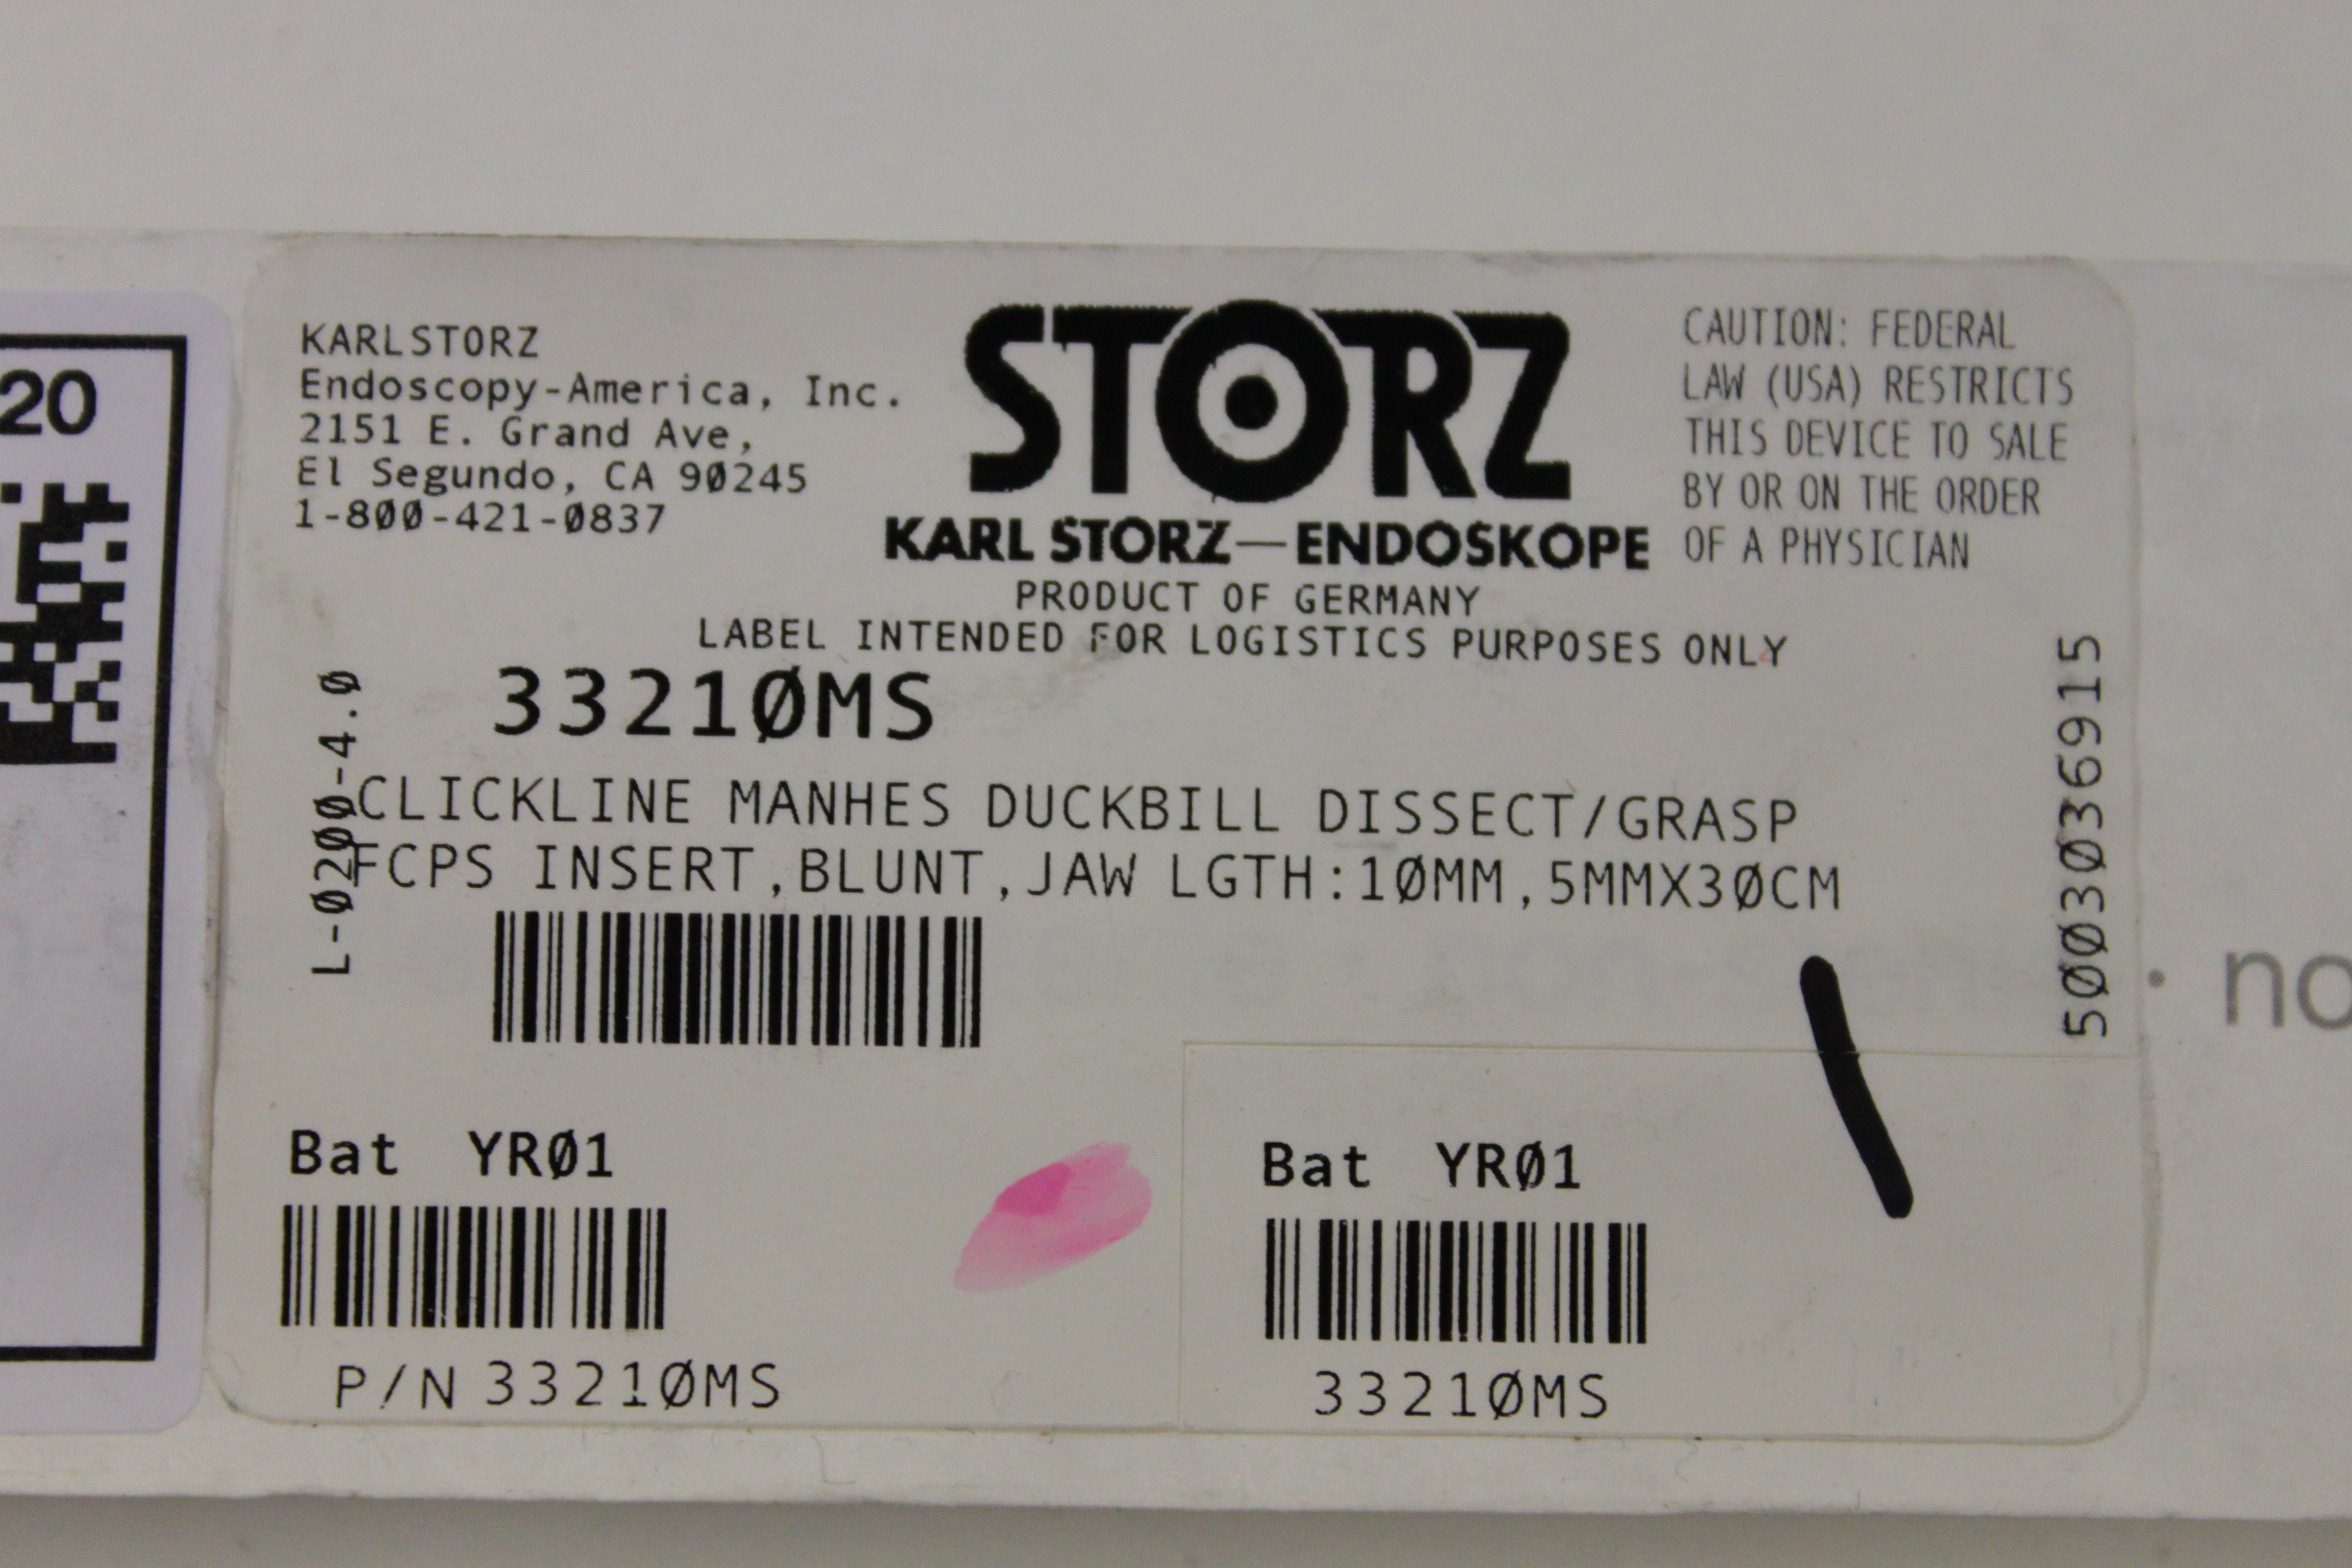 20
KARL STORZ
Endoscopy-America, Inc.
2151 E. Grand Ave,
El Segundo, CA 90245
1-800-421-0837
STORZ
KARL STORZ—ENDOSKOPE
CAUTION: FEDERAL
LAW (USA) RESTRICTS
THIS DEVICE TO SALE
BY OR ON THE ORDER
OF A PHYSICIAN
PRODUCT OF GERMANY
LABEL INTENDED FOR LOGISTICS PURPOSES ONLY
33210MS
L-0200-4.0
CLICKLINE MANHES DUCKBILL DISSECT/GRASP
FCPS INSERT,BLUNT,JAW LGTH:10MM,5MMX30CM
5003036915
no
Bat YR01
P/N 33210MS
Bat YR01
33210MS